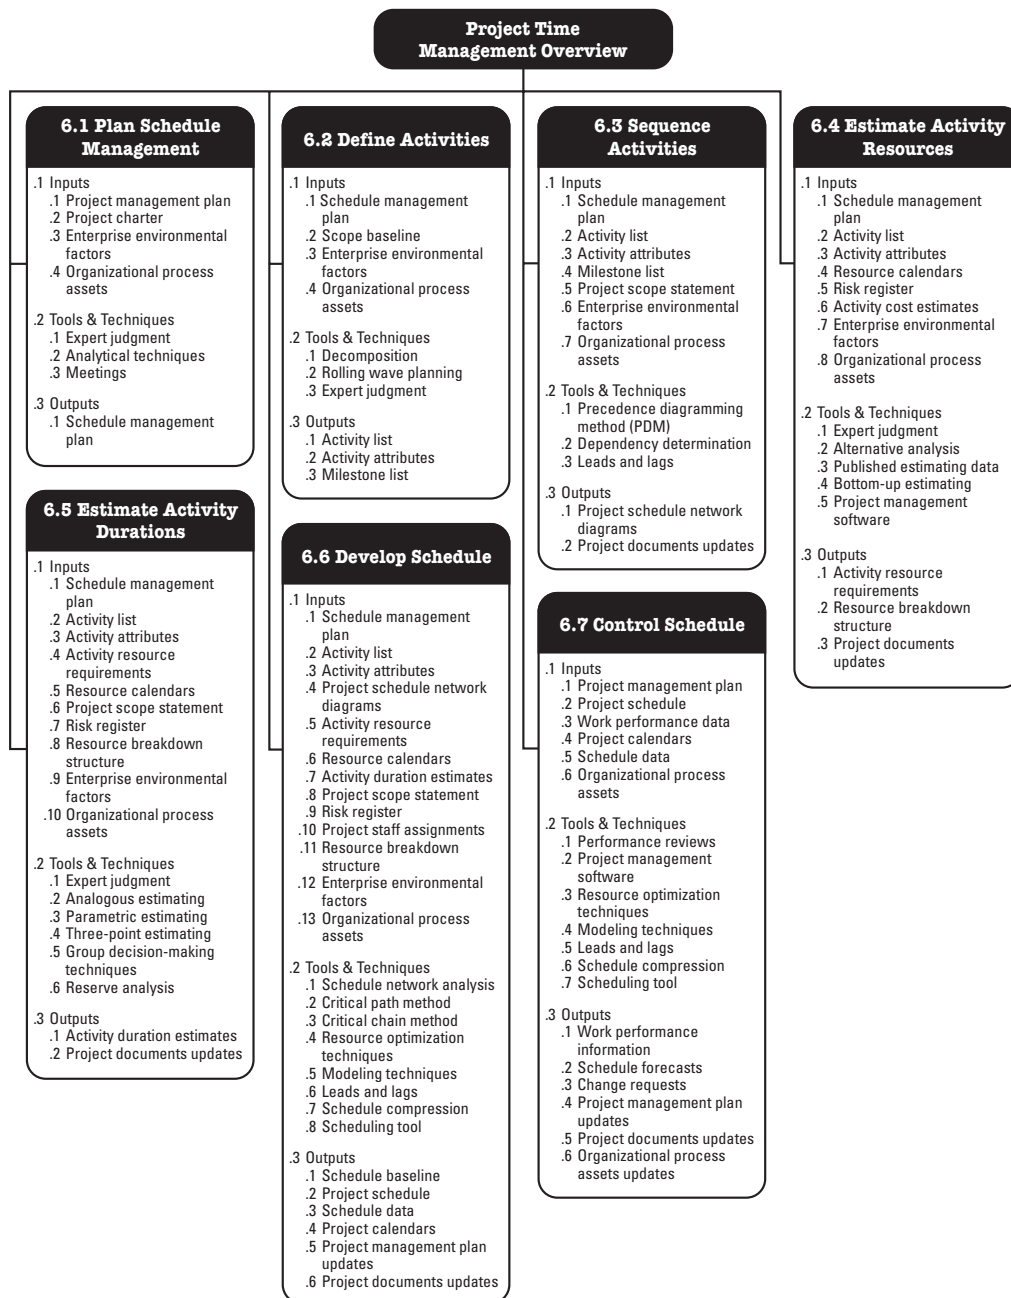 Project Time
Management Overview
6.1 Plan Schedule
Management
.1 Inputs
.1 Project management plan
.2 Project charter
.3 Enterprise environmental
factors
.4 Organizational process
assets
.2 Tools & Techniques
.1 Expert judgment
.2 Analytical techniques
.3 Meetings
.3 Outputs
.1 Schedule management
plan
6.2 Define Activities
.1 Inputs
.1 Schedule management
plan
.2 Scope baseline
.3 Enterprise environmental
factors
.4 Organizational process
assets
.2 Tools & Techniques
.1 Decomposition
.2 Rolling wave planning
.3 Expert judgment
.3 Outputs
.1 Activity list
.2 Activity attributes
.3 Milestone list
6.3 Sequence
Activities
.1 Inputs
.1 Schedule management
plan
.2 Activity list
.3 Activity attributes
.4 Milestone list
.5 Project scope statement
.6 Enterprise environmental
factors
.7 Organizational process
assets
.2 Tools & Techniques
.1 Precedence diagramming
method (PDM)
.2 Dependency determination
.3 Leads and lags
.3 Outputs
.1 Project schedule network
diagrams
.2 Project documents updates
6.4 Estimate Activity
Resources
.1 Inputs
.1 Schedule management
plan
.2 Activity list
.3 Activity attributes
.4 Resource calendars
.5 Risk register
.6 Activity cost estimates
.7 Enterprise environmental
factors
.8 Organizational process
assets
.2 Tools & Techniques
.1 Expert judgment
.2 Alternative analysis
.3 Published estimating data
.4 Bottom-up estimating
.5 Project management
software
.3 Outputs
.1 Activity resource
requirements
.2 Resource breakdown
structure
.3 Project documents
updates
6.5 Estimate Activity
Durations
.1 Inputs
.1 Schedule management
plan
.2 Activity list
.3 Activity attributes
.4 Activity resource
requirements
.5 Resource calendars
.6 Project scope statement
.7 Risk register
.8 Resource breakdown
structure
.9 Enterprise environmental
factors
.10 Organizational process
assets
.2 Tools & Techniques
.1 Expert judgment
.2 Analogous estimating
.3 Parametric estimating
.4 Three-point estimating
.5 Group decision-making
techniques
.6 Reserve analysis
.3 Outputs
.1 Activity duration estimates
.2 Project documents updates
6.6 Develop Schedule
.1 Inputs
.1 Schedule management
plan
.2 Activity list
.3 Activity attributes
.4 Project schedule network
diagrams
.5 Activity resource
requirements
.6 Resource calendars
.7 Activity duration estimates
.8 Project scope statement
.9 Risk register
.10 Project staff assignments
.11 Resource breakdown
structure
.12 Enterprise environmental
factors
.13 Organizational process
assets
.2 Tools & Techniques
.1 Schedule network analysis
.2 Critical path method
.3 Critical chain method
.4 Resource optimization
techniques
.5 Modeling techniques
.6 Leads and lags
.7 Schedule compression
.8 Scheduling tool
.3 Outputs
.1 Schedule baseline
.2 Project schedule
.3 Schedule data
.4 Project calendars
.5 Project management plan
updates
.6 Project documents updates
6.7 Control Schedule
.1 Inputs
.1 Project management plan
.2 Project schedule
.3 Work performance data
.4 Project calendars
.5 Schedule data
.6 Organizational process
assets
.2 Tools & Techniques
.1 Performance reviews
.2 Project management
software
.3 Resource optimization
techniques
.4 Modeling techniques
.5 Leads and lags
.6 Schedule compression
.7 Scheduling tool
.3 Outputs
.1 Work performance
information
.2 Schedule forecasts
.3 Change requests
.4 Project management plan
updates
.5 Project documents updates
.6 Organizational process
assets updates